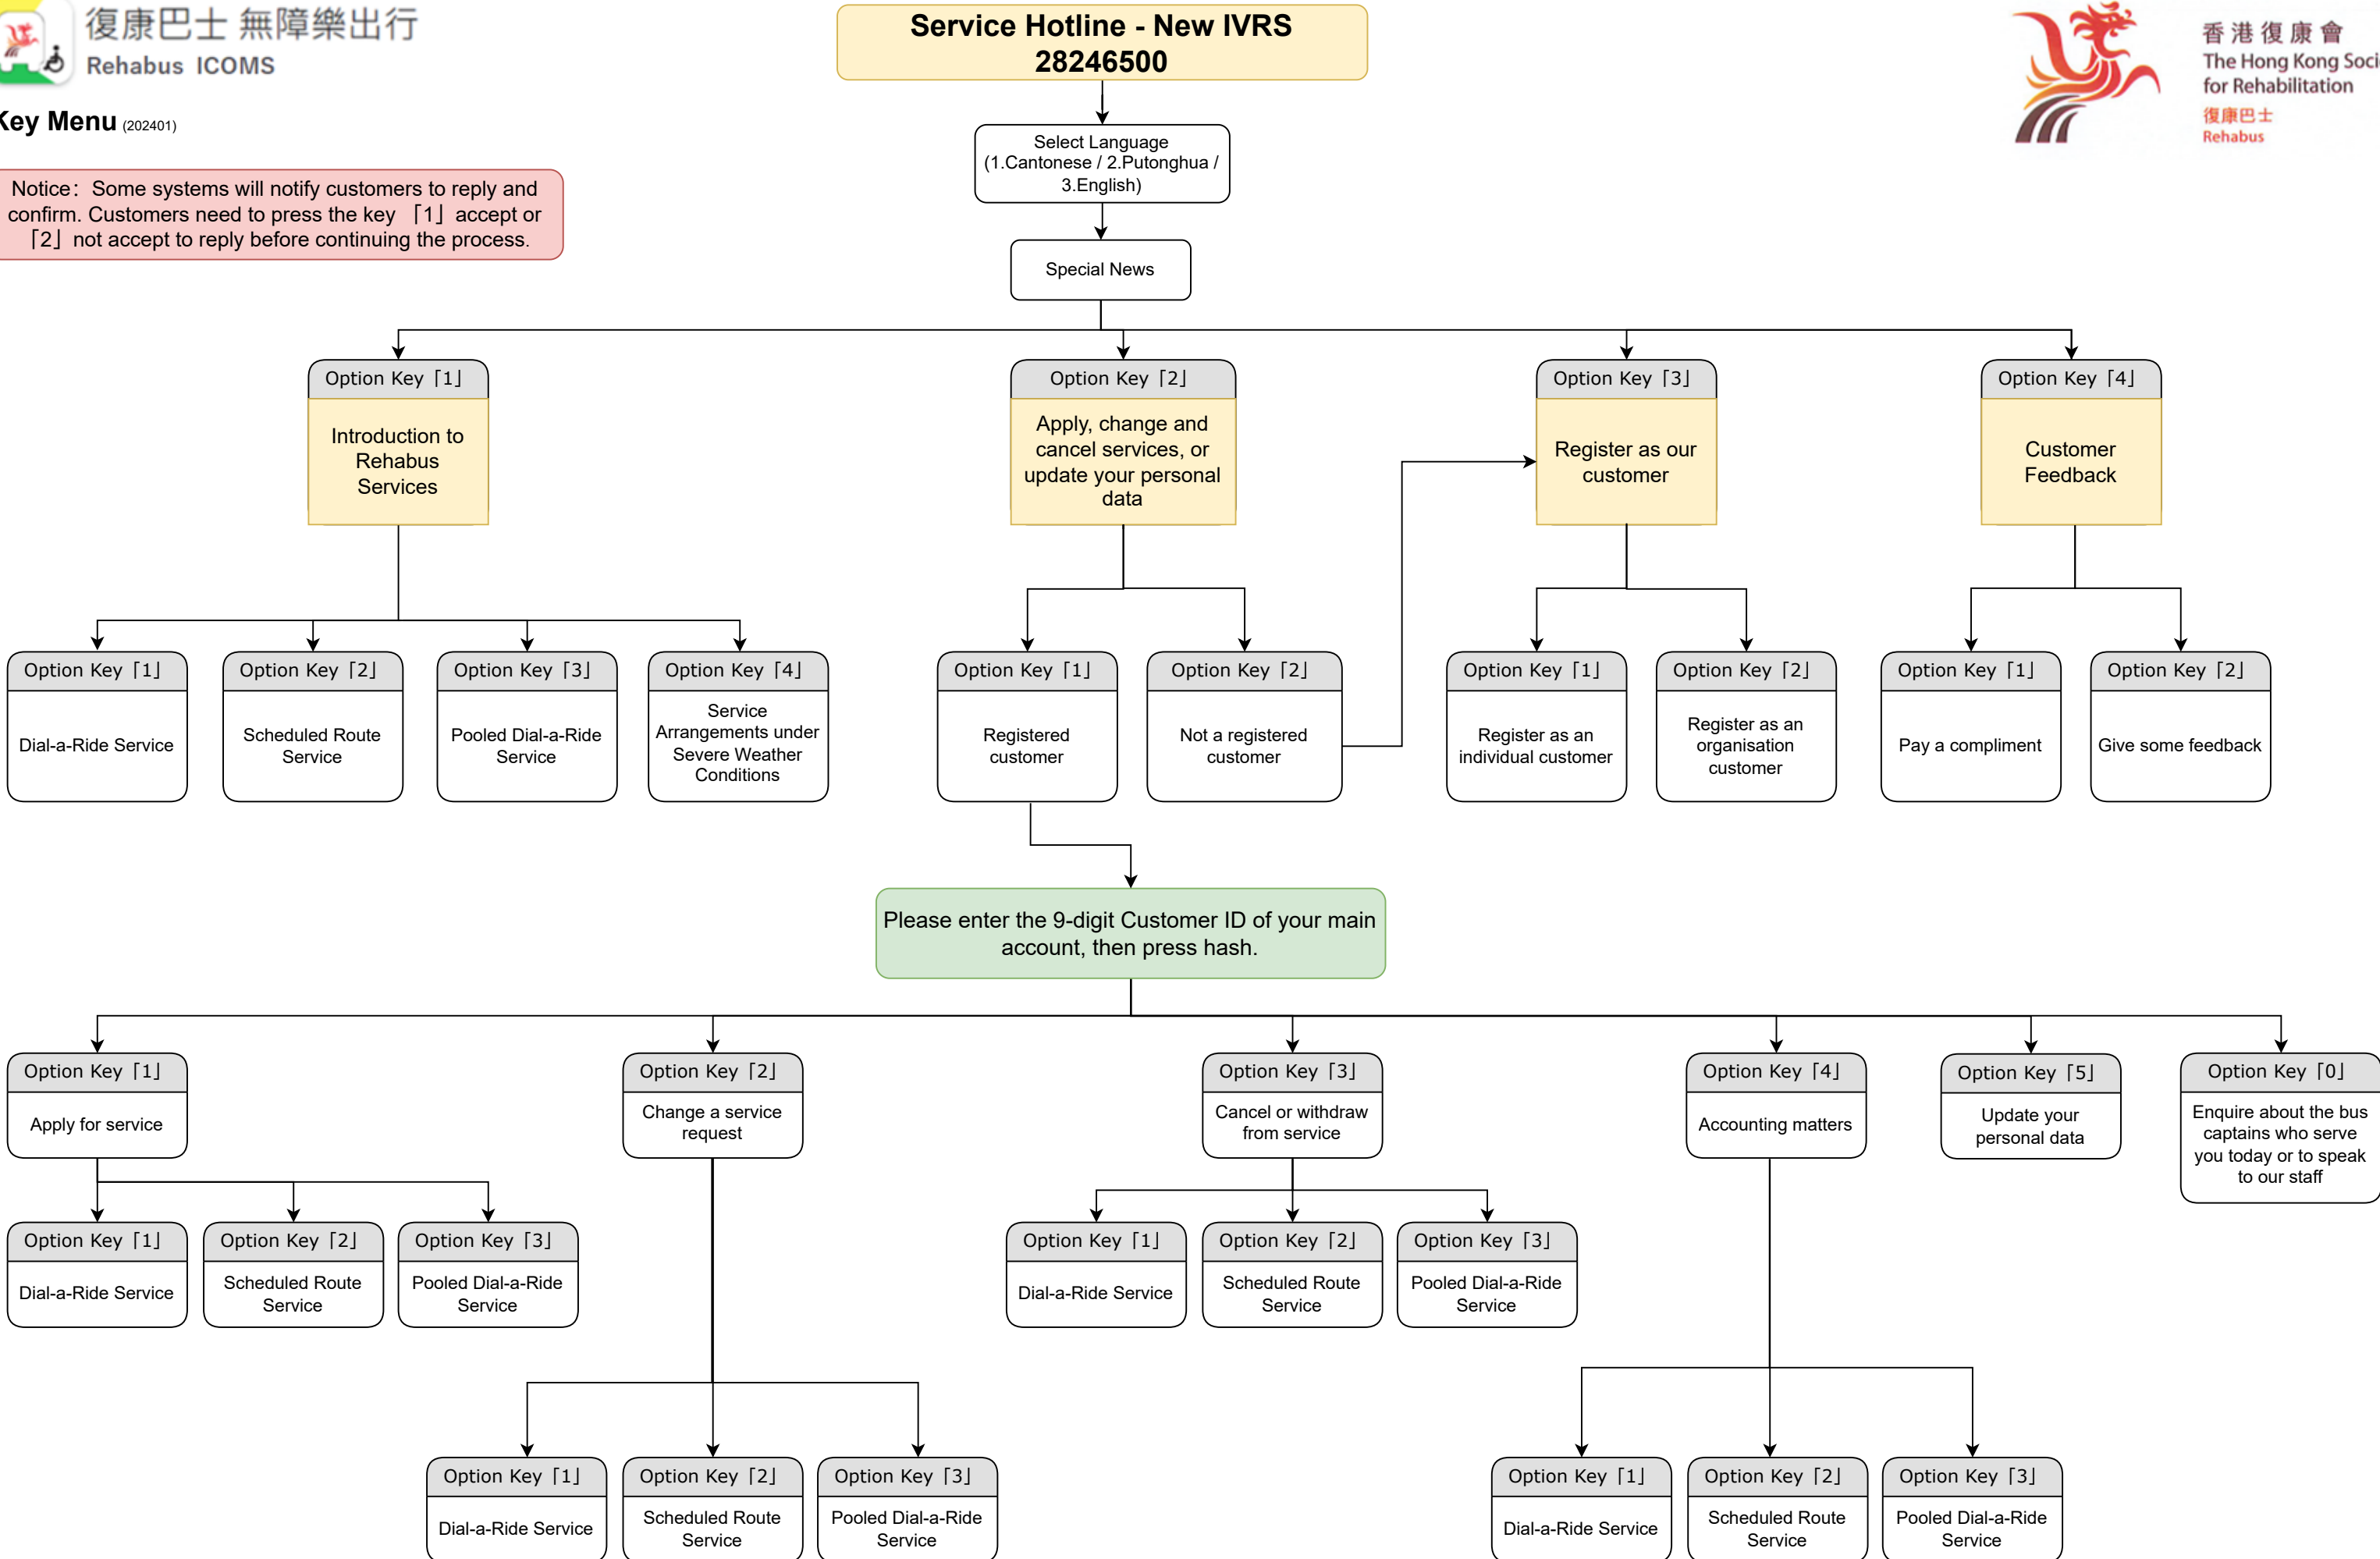 復康巴士 無障樂出行
Rehabus ICOMS
Key Menu (202401)
Notice：Some systems will notify customers to reply and
confirm. Customers need to press the key「1」accept or
「2」not accept to reply before continuing the process.
Service Hotline - New IVRS
28246500
香港復康會
The Hong Kong Soci
for Rehabilitation
復康巴士
Rehabus
Select Language
(1.Cantonese / 2.Putonghua /
3.English)
Special News
Option Key「1」
Introduction to
Rehabus
Services
Option Key「2」
Apply, change and
cancel services, or
update your personal
data
Option Key「3」
Register as our
customer
Option Key「4」
Customer
Feedback
Option Key「1」
Dial-a-Ride Service
Option Key「2」
Scheduled Route
Service
Option Key「3」
Pooled Dial-a-Ride
Service
Option Key「4」
Service
Arrangements under
Severe Weather
Conditions
Option Key「1」
Registered
customer
Option Key「2」
Not a registered
customer
Option Key「1」
Register as an
individual customer
Option Key「2」
Register as an
organisation
customer
Option Key「1」
Pay a compliment
Option Key「2」
Give some feedback
Please enter the 9-digit Customer ID of your main
account, then press hash.
Option Key「1」
Apply for service
Option Key「2」
Change a service
request
Option Key「3」
Cancel or withdraw
from service
Option Key「4」
Accounting matters
Option Key「5」
Update your
personal data
Option Key「0」
Enquire about the bus
captains who serve
you today or to speak
to our staff
Option Key「1」
Dial-a-Ride Service
Option Key「2」
Scheduled Route
Service
Option Key「3」
Pooled Dial-a-Ride
Service
Option Key「1」
Dial-a-Ride Service
Option Key「2」
Scheduled Route
Service
Option Key「3」
Pooled Dial-a-Ride
Service
Option Key「1」
Dial-a-Ride Service
Option Key「2」
Scheduled Route
Service
Option Key「3」
Pooled Dial-a-Ride
Service
Option Key「1」
Dial-a-Ride Service
Option Key「2」
Scheduled Route
Service
Option Key「3」
Pooled Dial-a-Ride
Service